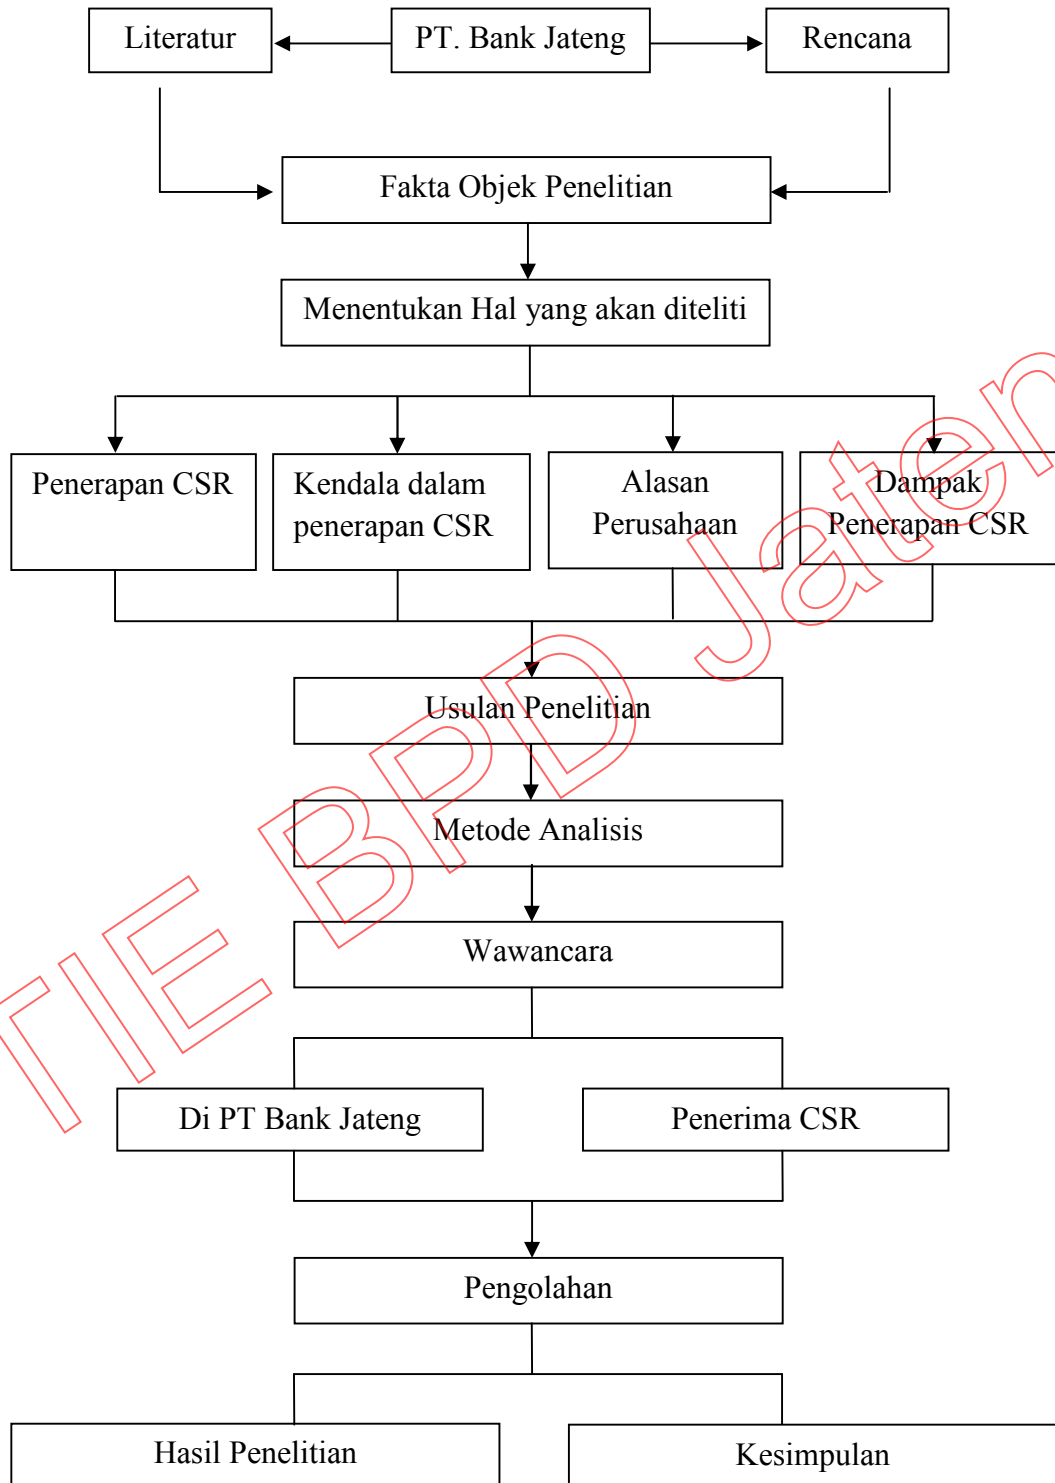 Literatur
PT. Bank Jateng
Rencana
Fakta Objek Penelitian
Menentukan Hal yang akan diteliti
Penerapan CSR
Kendala dalam
penerapan CSR
Alasan
Perusahaan
Dampak
Penerapan CSR
Usulan Penelitian
Metode Analisis
Wawancara
Di PT Bank Jateng
Penerima CSR
Pengolahan
Hasil Penelitian
Kesimpulan
TIE BPD Jaten